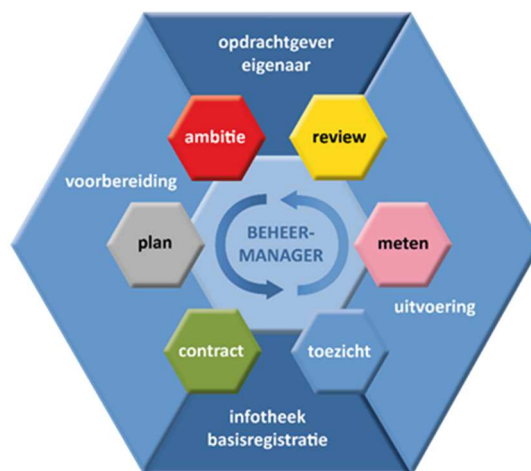 opdrachtgever
eigenaar
ambitie
review
voorbereiding
plan
BEHEER-
MANAGER
meten
uitvoering
contract
toezicht
infotheek
basisregistratie